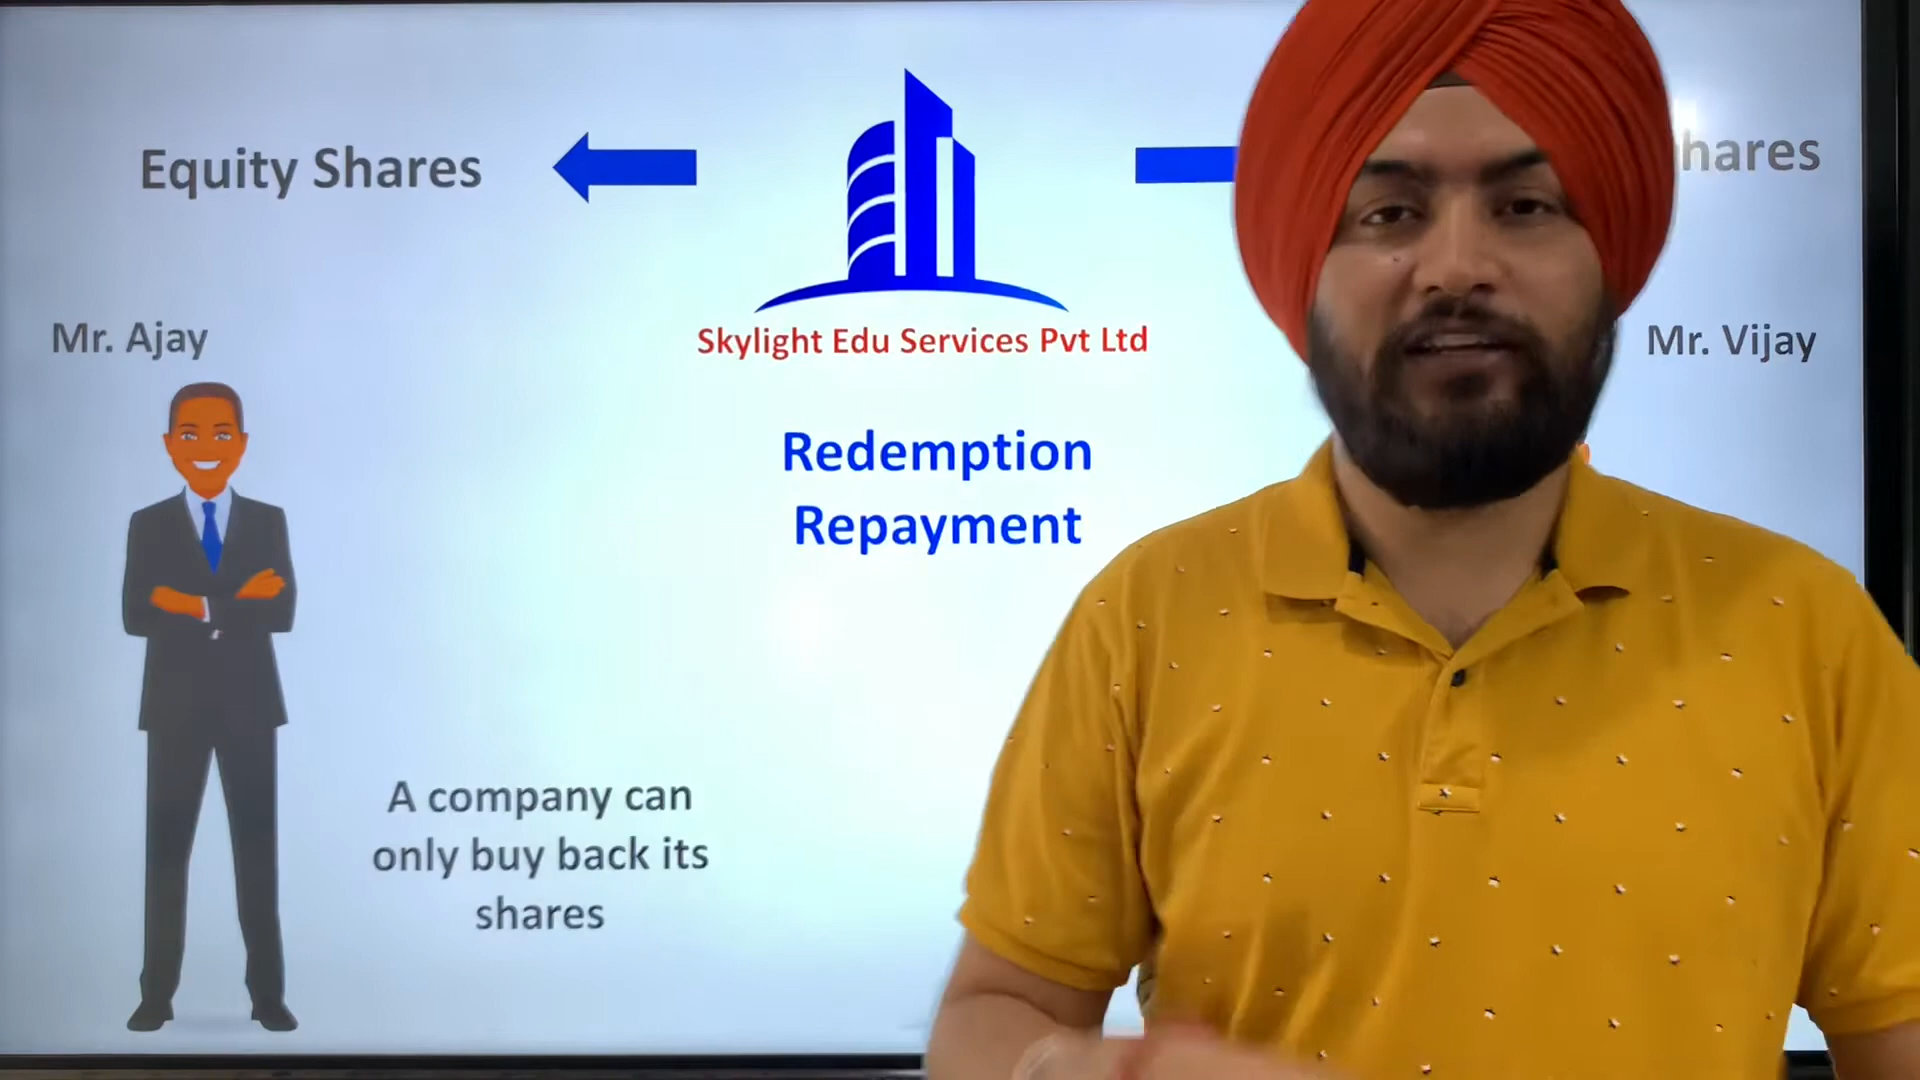 Equity Shares
hares
Mr. Ajay
Skylight Edu Services Pvt Ltd
Mr. Vijay
Redemption
Repayment
A company can
only buy back its
shares